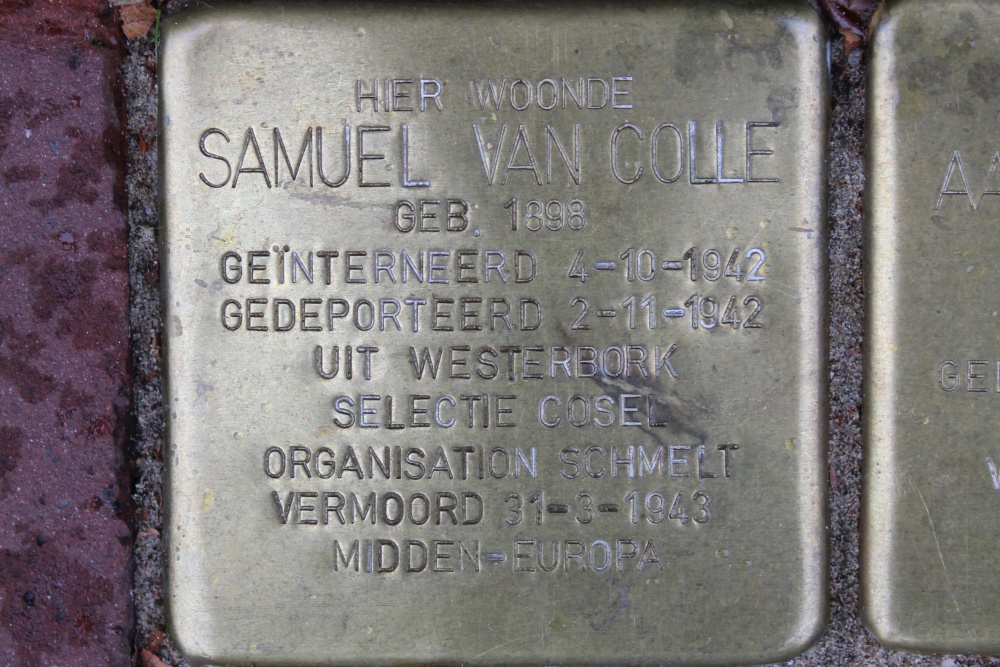 HIER WOONDE
SAMUEL VAN COLLE
GEB. 1898
GEÏNTERNEERD 4-10-1942
GEDEPORTEERD 2-11-1942
UIT WESTERBORK
SELECTIE COSEL
ORGANISATION SCHMELT
VERMOORD 31-3-1943
MIDDEN-EUROPA